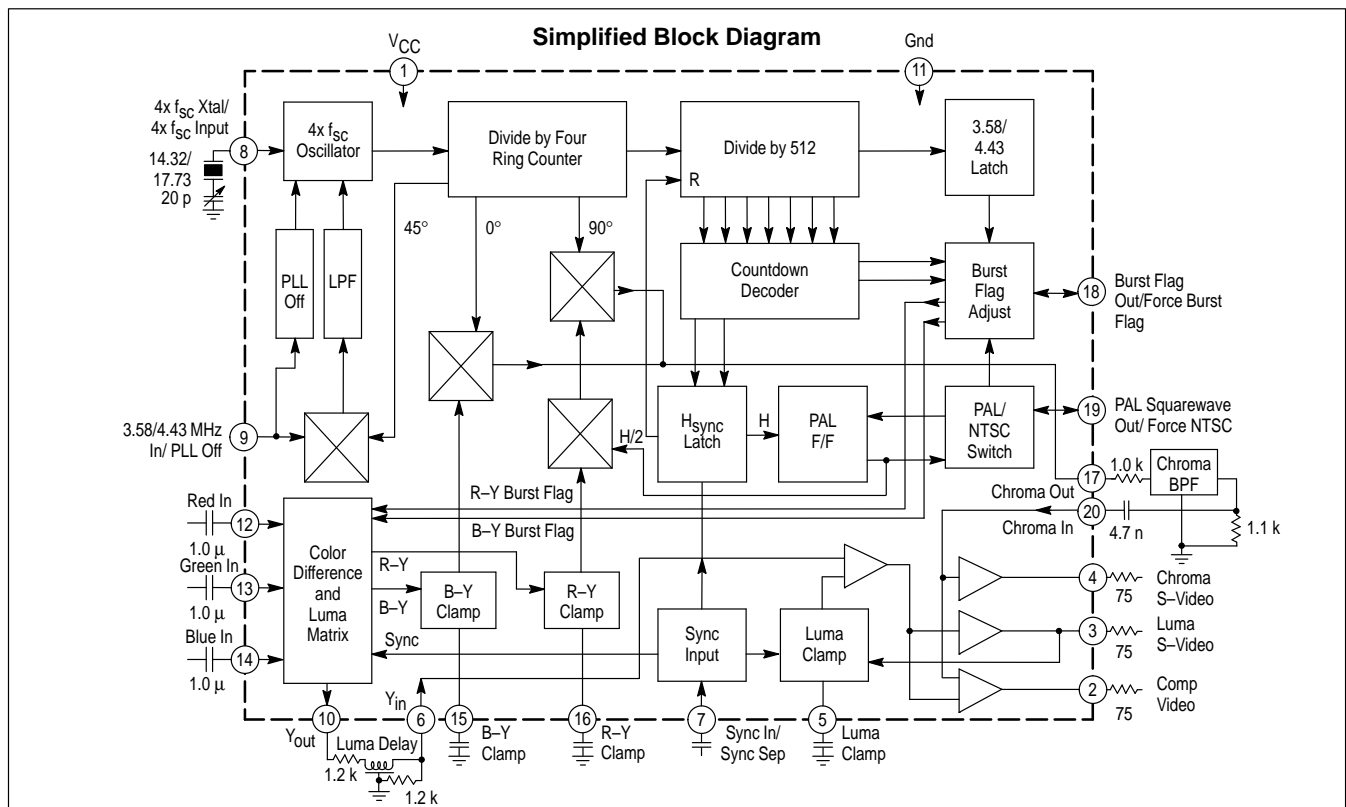 Simplified Block Diagram
VCC
1
Gnd
11
4x fsc Xtal/
4x fsc Input
8
14.32/
17.73
20 p
4x fsc
Oscillator
Divide by Four
Ring Counter
Divide by 512
R
3.58/
4.43
Latch
45°
0°
90°
PLL
Off
LPF
Countdown
Decoder
Burst
Flag
Adjust
18
Burst Flag
Out/Force Burst
Flag
3.58/4.43 MHz
In/ PLL Off
9
H/2
Hsync
Latch
H
PAL
F/F
PAL/
NTSC
Switch
19
PAL Squarewave
Out/ Force NTSC
R–Y Burst Flag
B–Y Burst Flag
17
1.0 k
Chroma
BPF
Chroma Out
20
Chroma In
4.7 n
1.1 k
Red In
12
1.0 µ
Green In
13
1.0 µ
Blue In
14
1.0 µ
Color
Difference
and
Luma
Matrix
R–Y
B–Y
Sync
B–Y
Clamp
R–Y
Clamp
Sync
Input
Luma
Clamp
4
75
Chroma
S–Video
3
75
Luma
S–Video
2
75
Comp
Video
10
Yout
Yin
6
15
B–Y
Clamp
16
R–Y
Clamp
7
Sync In/
Sync Sep
5
Luma
Clamp
Luma Delay
1.2 k
1.2 k